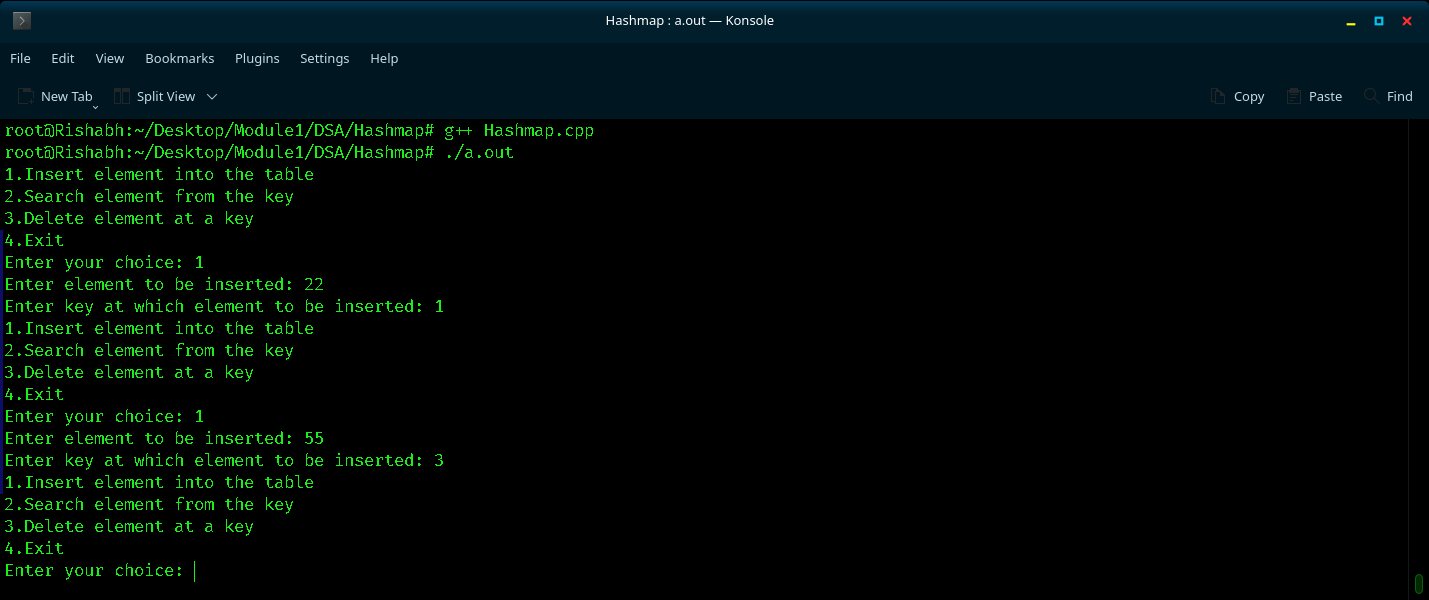 Hashmap : a.out — Konsole
File Edit View Bookmarks Plugins Settings Help
New Tab Split View Copy Paste Find
root@Rishabh:~/Desktop/Module1/DSA/Hashmap# g++ Hashmap.cpp
root@Rishabh:~/Desktop/Module1/DSA/Hashmap# ./a.out
1.Insert element into the table
2.Search element from the key
3.Delete element at a key
4.Exit
Enter your choice: 1
Enter element to be inserted: 22
Enter key at which element to be inserted: 1
1.Insert element into the table
2.Search element from the key
3.Delete element at a key
4.Exit
Enter your choice: 1
Enter element to be inserted: 55
Enter key at which element to be inserted: 3
1.Insert element into the table
2.Search element from the key
3.Delete element at a key
4.Exit
Enter your choice: